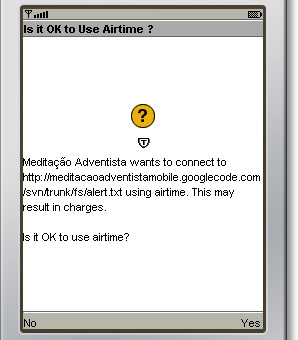 Is it OK to Use Airtime ?
?
T
Meditação Adventista wants to connect to
http://meditacaoadventistamobile.googlecode.com
/svn/trunk/fs/alert.txt using airtime. This may
result in charges.
Is it OK to use airtime?
No Yes